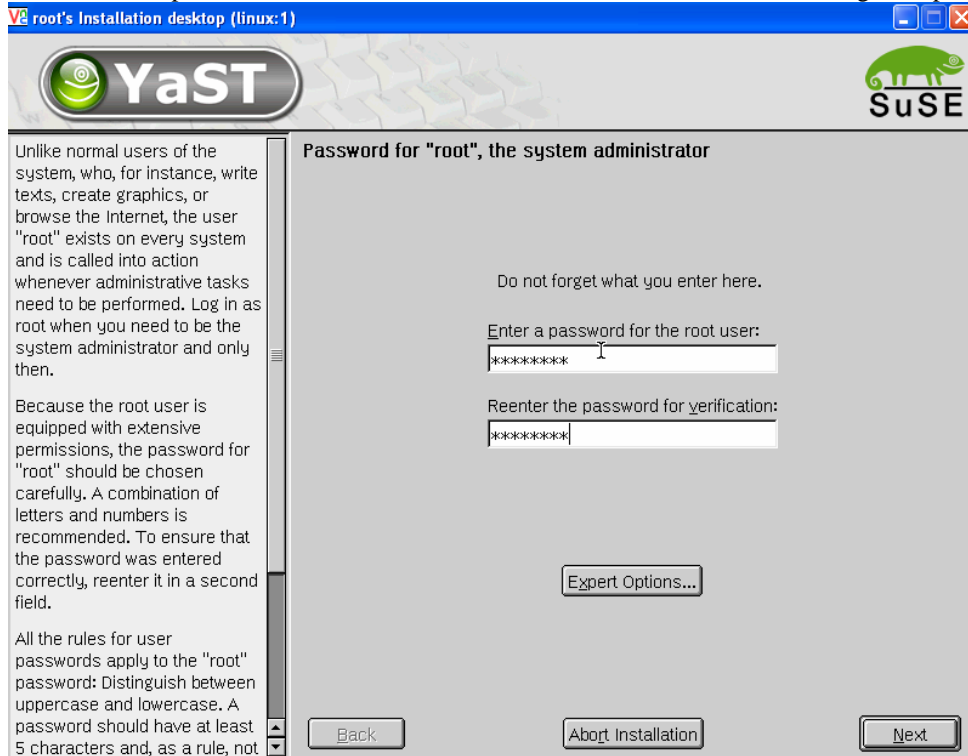 root's Installation desktop (linux:1)
YaST
SuSE
Unlike normal users of the
system, who, for instance, write
texts, create graphics, or
browse the Internet, the user
"root" exists on every system
and is called into action
whenever administrative tasks
need to be performed. Log in as
root when you need to be the
system administrator and only
then.
Because the root user is
equipped with extensive
permissions, the password for
"root" should be chosen
carefully. A combination of
letters and numbers is
recommended. To ensure that
the password was entered
correctly, reenter it in a second
field.
All the rules for user
passwords apply to the "root"
password: Distinguish between
uppercase and lowercase. A
password should have at least
5 characters and, as a rule, not
Password for "root", the system administrator
Do not forget what you enter here.
Enter a password for the root user:
********
Reenter the password for verification:
********
Expert Options...
Back
Abort Installation
Next